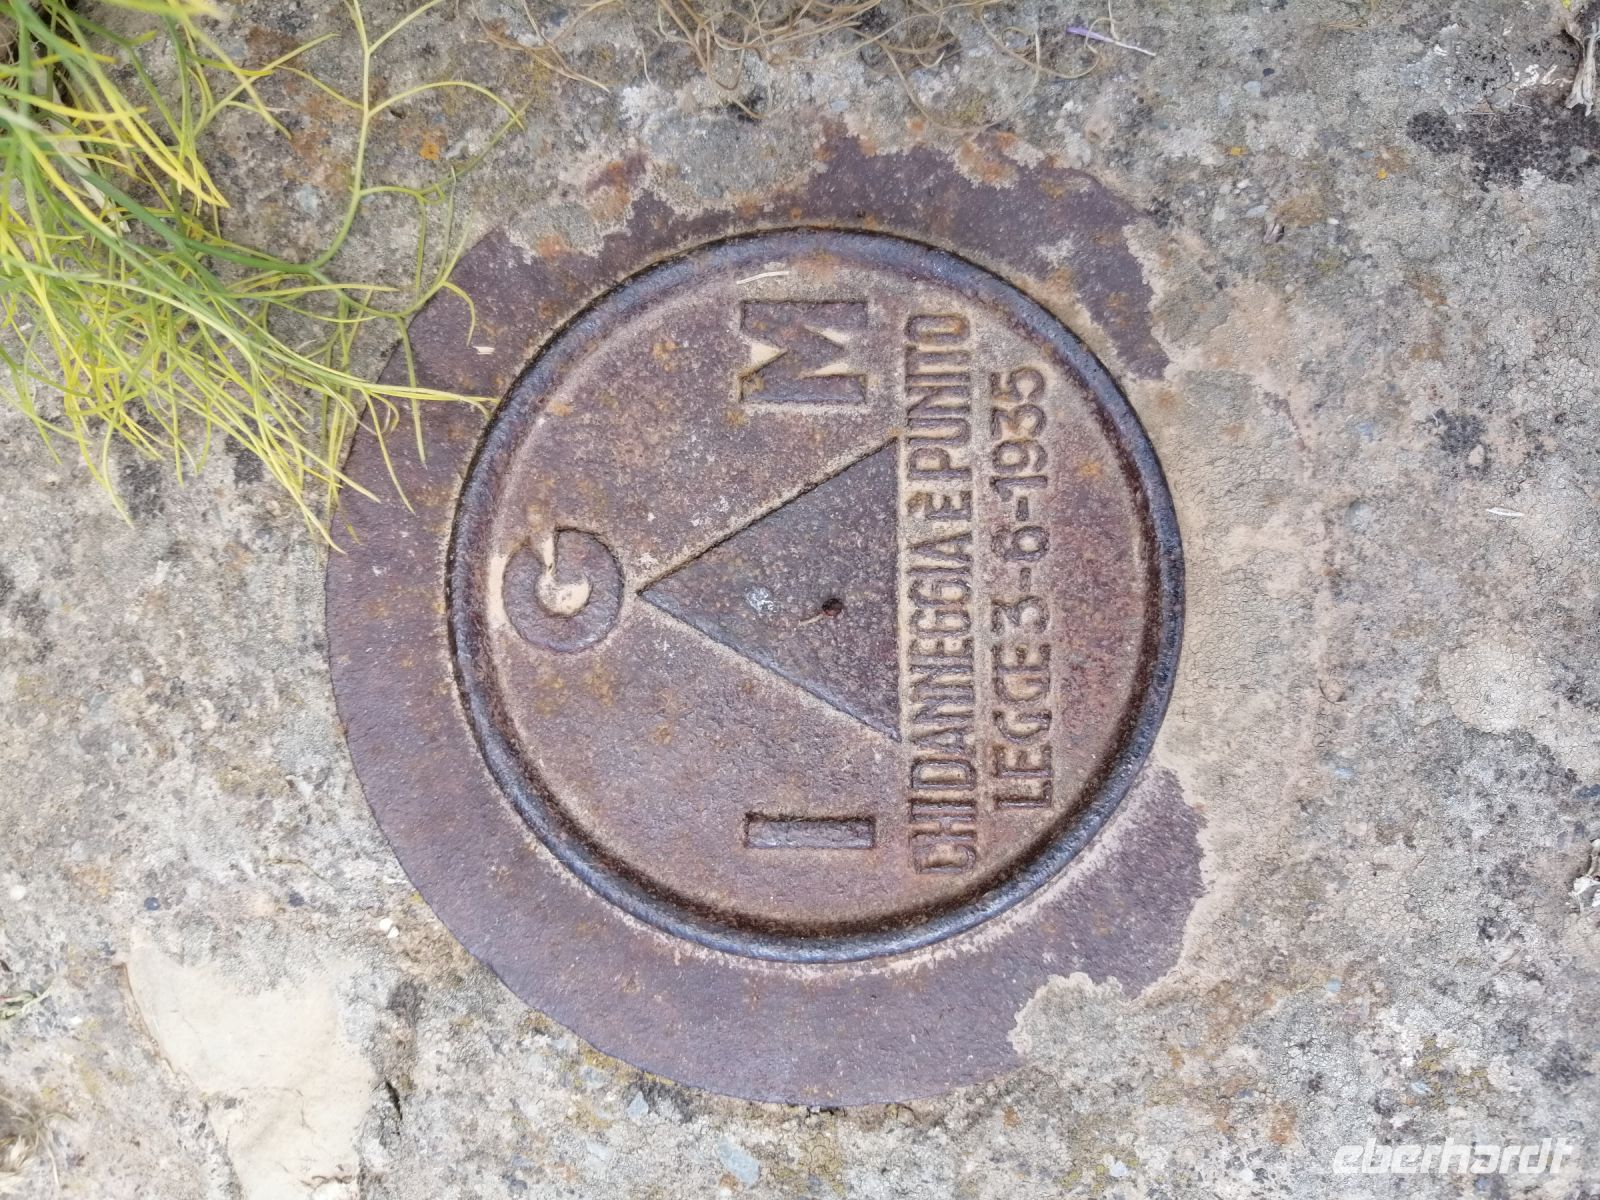 G
I M
CHI DANNEGGIA È PUNITO
LEGGE 3-6-1935
eberhardt